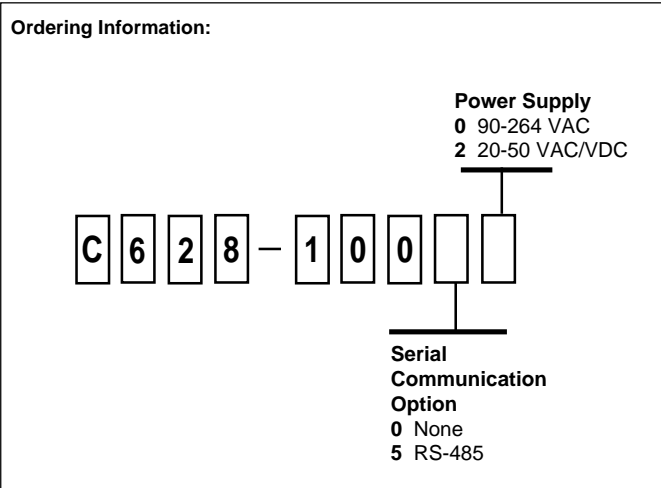 Ordering Information:
Power Supply
0 90-264 VAC
2 20-50 VAC/VDC
C 6 2 8 – 1 0 0
Serial
Communication
Option
0 None
5 RS-485